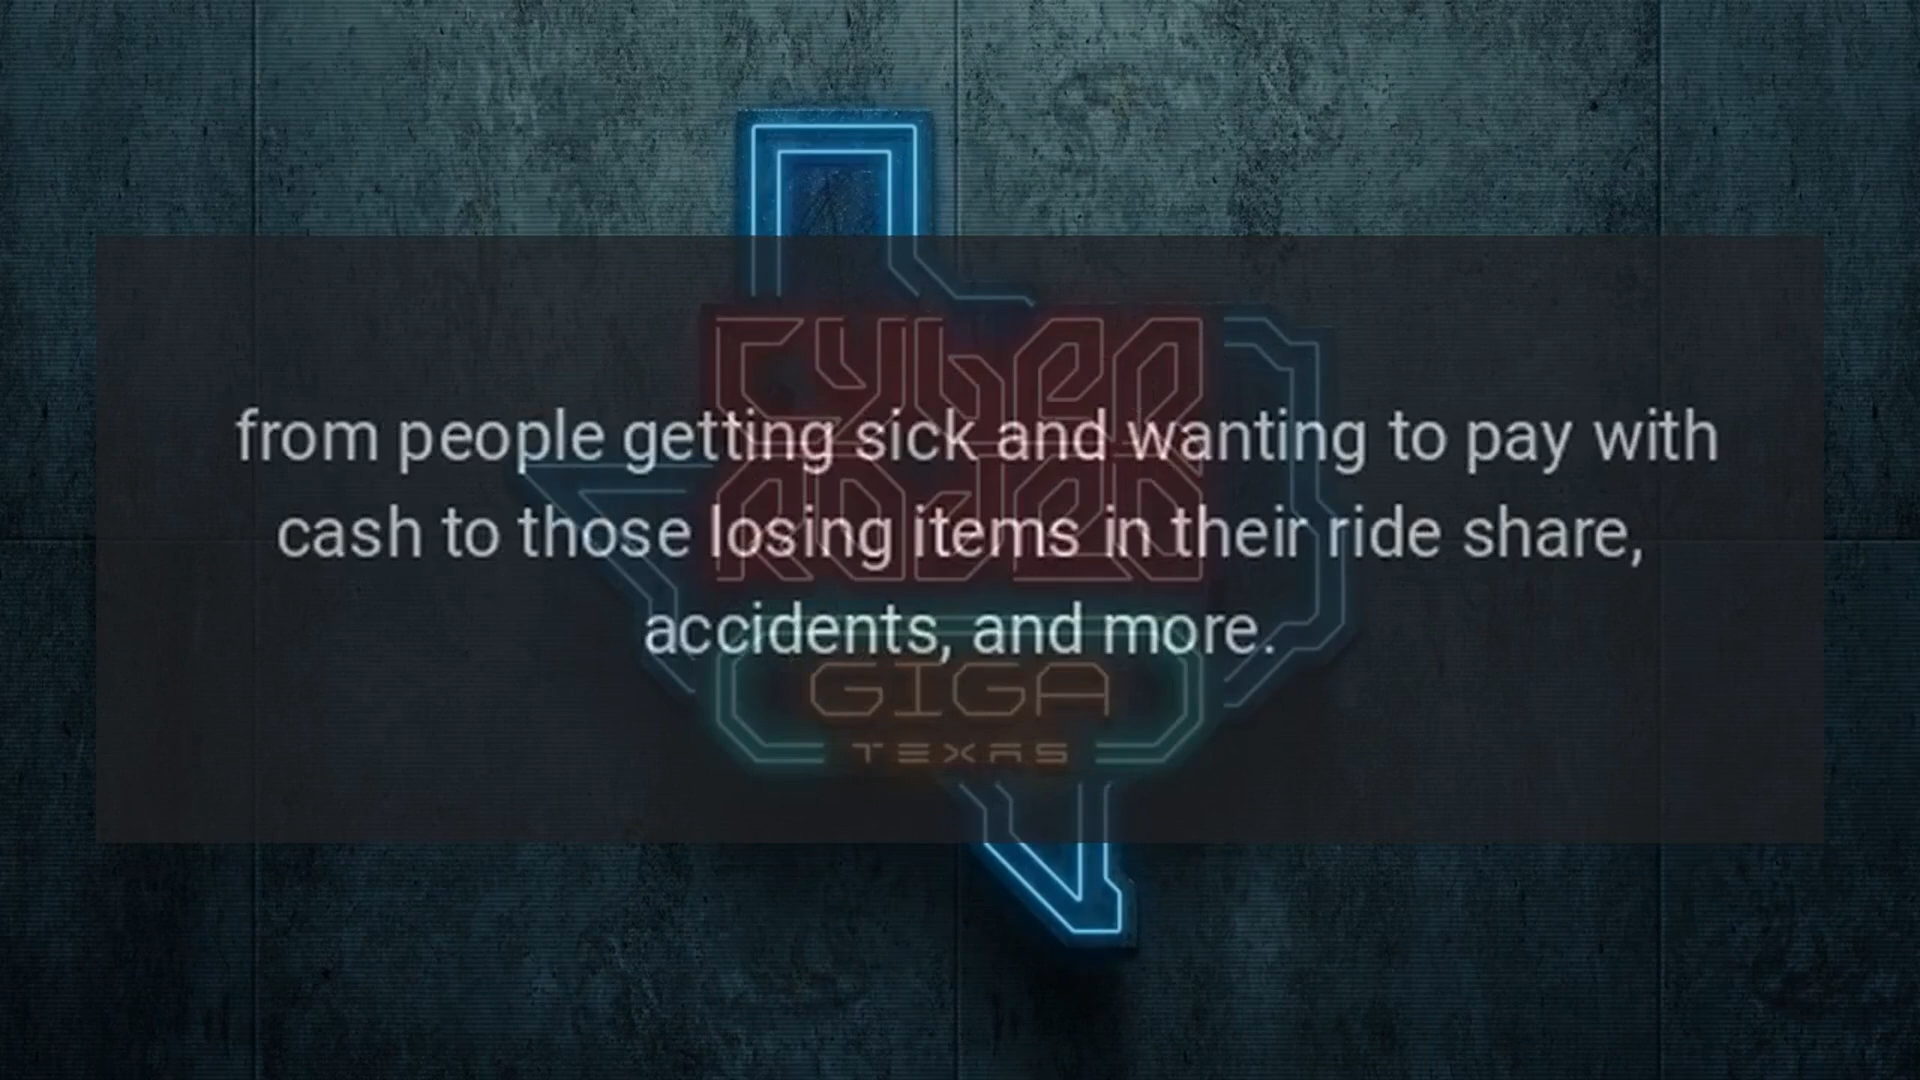 CYBER
from people getting sick and wanting to pay with
RODEO
cash to those losing items in their ride share,
accidents, and more.
GIGA
TEXAS